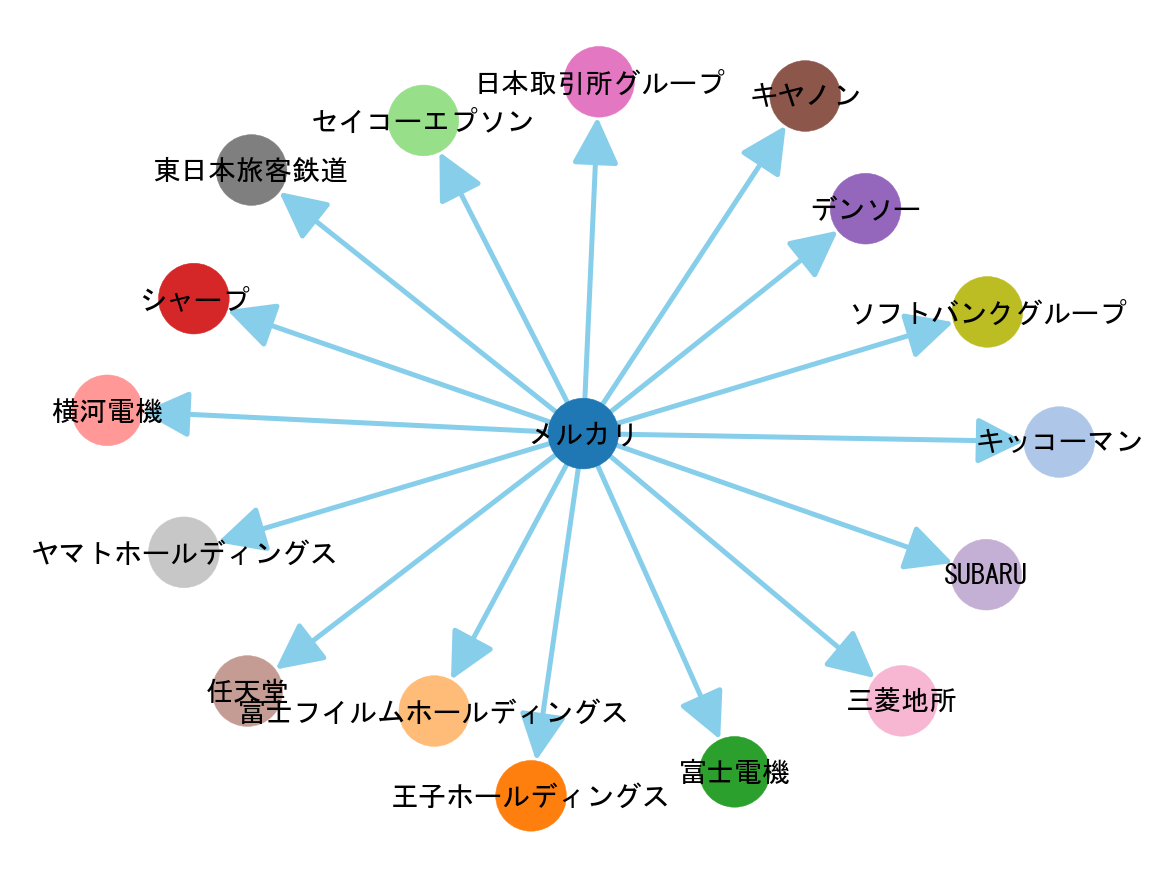 日本取引所グループ
キヤノン
セイコーエプソン
東日本旅客鉄道
デンソー
シャープ
ソフトバンクグループ
横河電機
メルカリ
キッコーマン
ヤマトホールディングス
SUBARU
任天堂
三菱地所
富士フイルムホールディングス
富士電機
王子ホールディングス